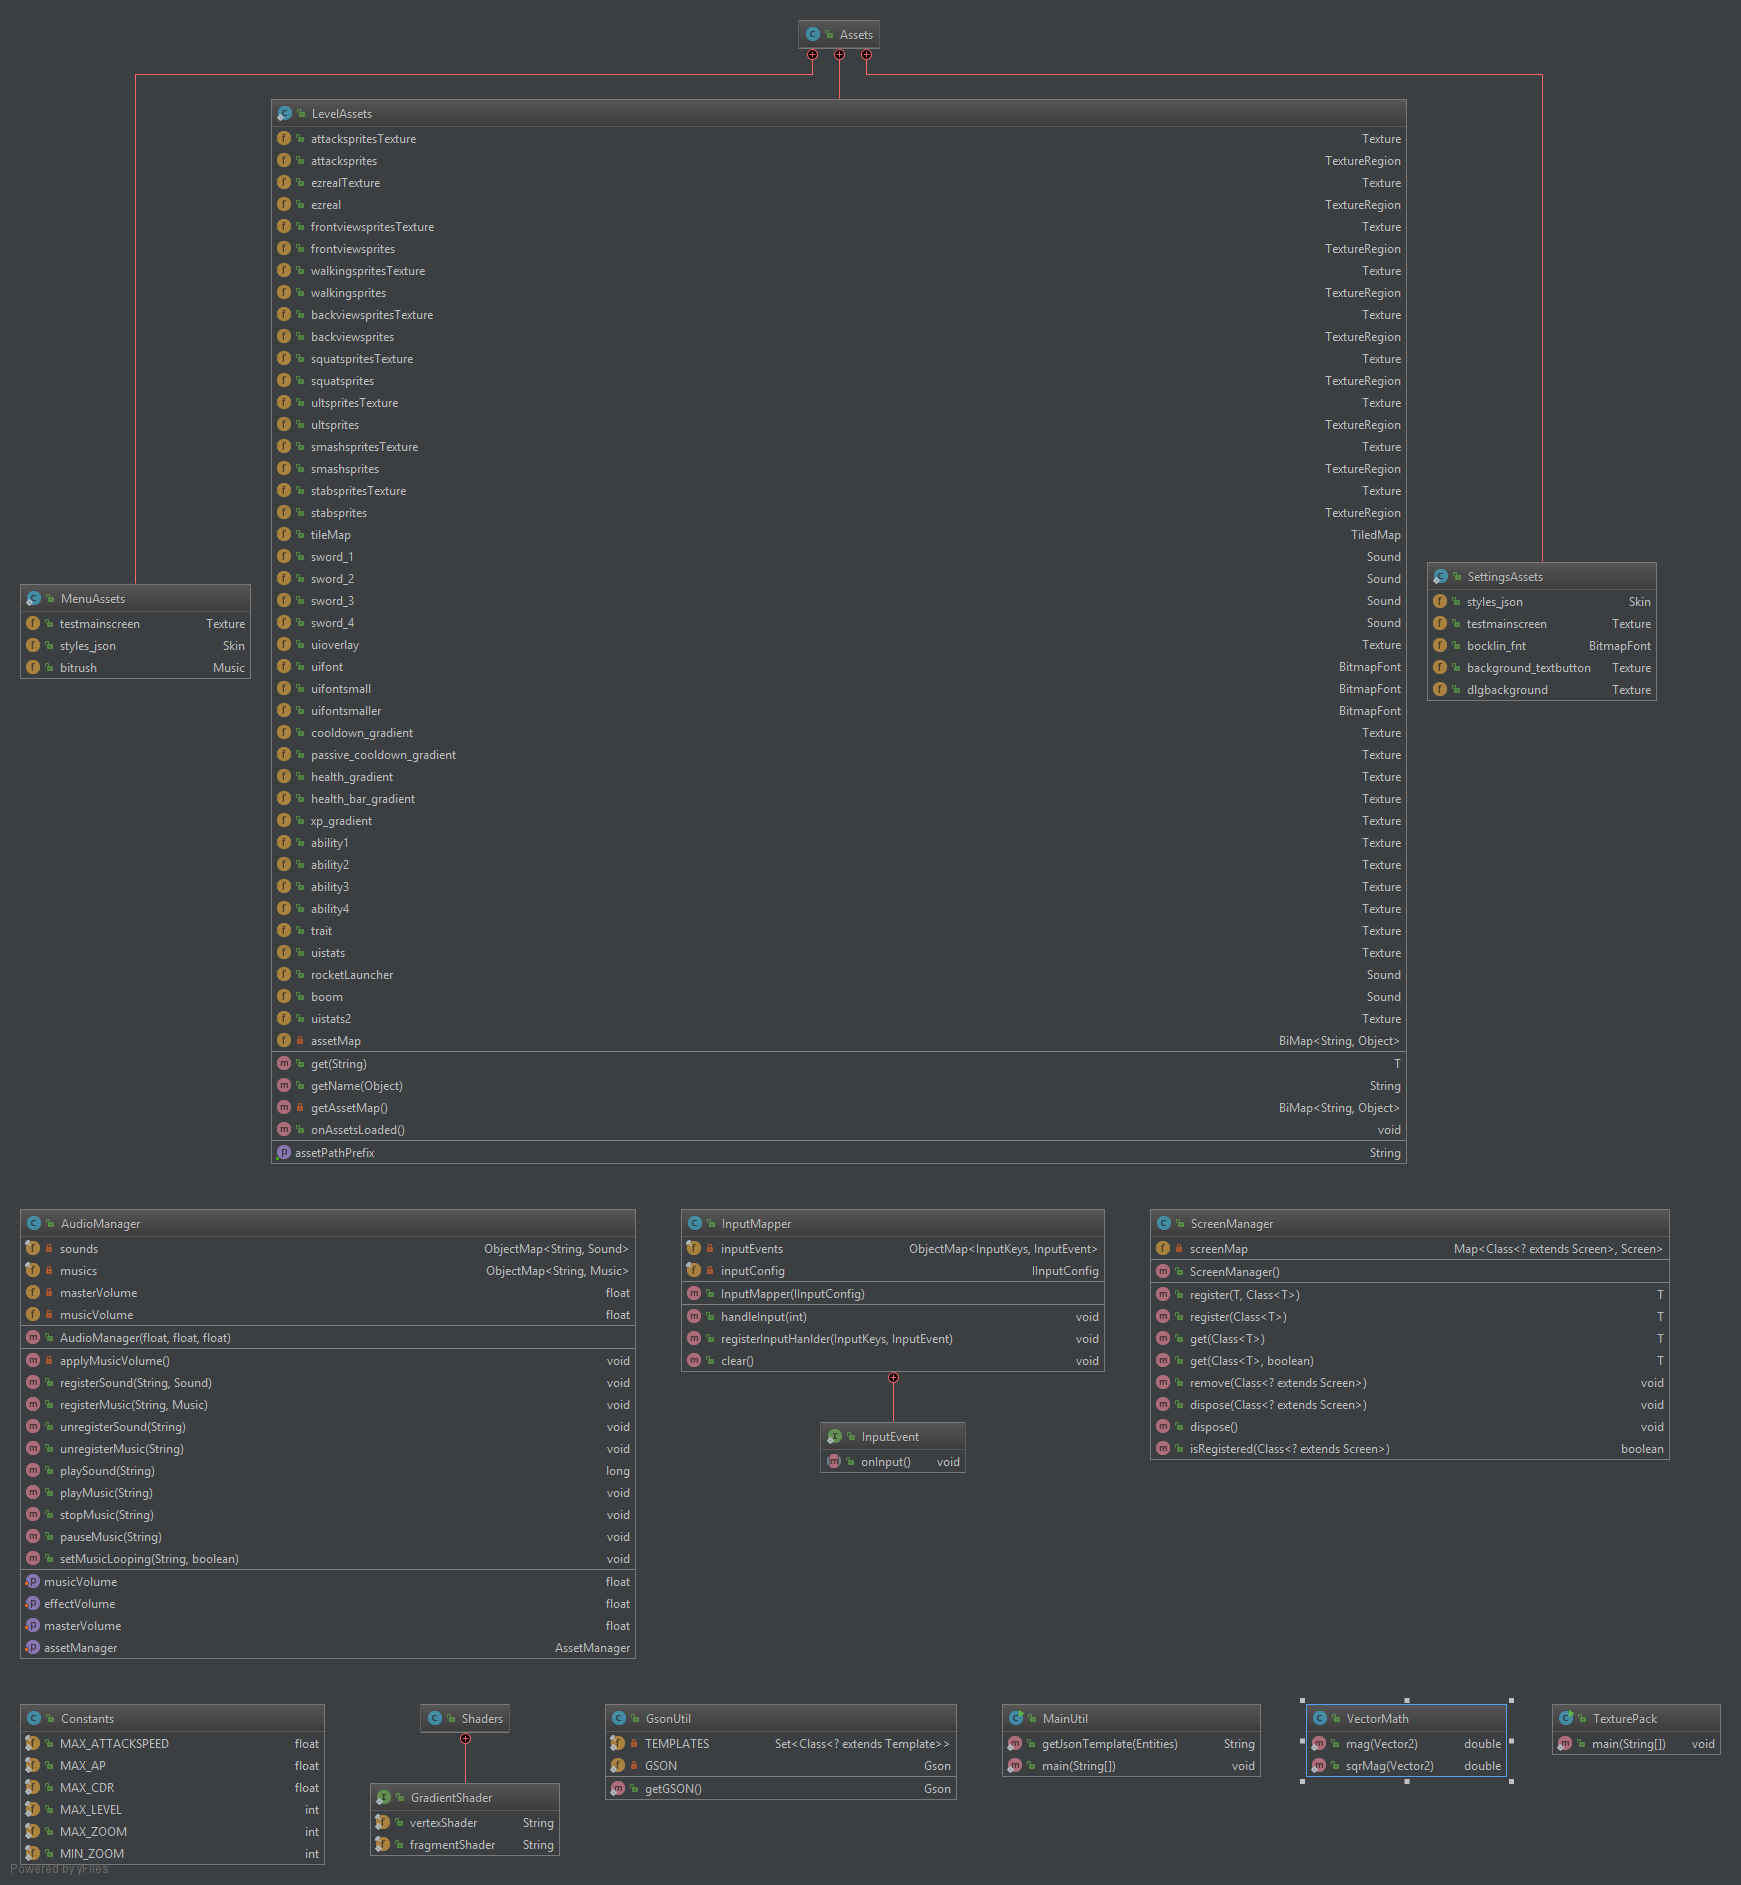 Assets
LevelAssets
attackspritesTexture Texture
attacksprites TextureRegion
ezrealTexture Texture
ezreal TextureRegion
frontviewspritesTexture Texture
frontviewsprites TextureRegion
walkingspritesTexture Texture
walkingsprites TextureRegion
backviewspritesTexture Texture
backviewsprites TextureRegion
squatspritesTexture Texture
squatsprites TextureRegion
ultspritesTexture Texture
ultsprites TextureRegion
smashspritesTexture Texture
smashsprites TextureRegion
stabspritesTexture Texture
stabsprites TextureRegion
tileMap TiledMap
sword_1 Sound
sword_2 Sound
sword_3 Sound
sword_4 Sound
uioverlay Texture
uifont BitmapFont
uifontsmall BitmapFont
uifontsmaller BitmapFont
cooldown_gradient Texture
passive_cooldown_gradient Texture
health_gradient Texture
health_bar_gradient Texture
xp_gradient Texture
ability1 Texture
ability2 Texture
ability3 Texture
ability4 Texture
trait Texture
uistats Texture
rocketLauncher Sound
boom Sound
uistats2 Texture
assetMap BiMap<String, Object>
get(String) T
getName(Object) String
getAssetMap() BiMap<String, Object>
onAssetsLoaded() void
assetPathPrefix String
MenuAssets
testmainscreen Texture
styles_json Skin
bitrush Music
SettingsAssets
styles_json Skin
testmainscreen Texture
bocklin_fnt BitmapFont
background_textbutton Texture
dlgbackground Texture
AudioManager
sounds ObjectMap<String, Sound>
musics ObjectMap<String, Music>
masterVolume float
musicVolume float
AudioManager(float, float, float)
applyMusicVolume() void
registerSound(String, Sound) void
registerMusic(String, Music) void
unregisterSound(String) void
unregisterMusic(String) void
playSound(String) long
playMusic(String) void
stopMusic(String) void
pauseMusic(String) void
setMusicLooping(String, boolean) void
musicVolume float
effectVolume float
masterVolume float
assetManager AssetManager
InputMapper
inputEvents ObjectMap<InputKeys, InputEvent>
inputConfig IInputConfig
InputMapper(IInputConfig)
handleInput(int) void
registerInputHanlder(InputKeys, InputEvent) void
clear() void
InputEvent
onInput() void
ScreenManager
screenMap Map<Class<? extends Screen>, Screen>
ScreenManager()
register(T, Class<T>) T
register(Class<T>) T
get(Class<T>) T
get(Class<T>, boolean) T
remove(Class<? extends Screen>) void
dispose(Class<? extends Screen>) void
dispose() void
isRegistered(Class<? extends Screen>) boolean
Constants
MAX_ATTACKSPEED float
MAX_AP float
MAX_CDR float
MAX_LEVEL int
MAX_ZOOM int
MIN_ZOOM int
Shaders
GradientShader
vertexShader String
fragmentShader String
GsonUtil
TEMPLATES Set<Class<? extends Template>>
GSON Gson
getGSON() Gson
MainUtil
getJsonTemplate(Entities) String
main(String[]) void
VectorMath
mag(Vector2) double
sqrMag(Vector2) double
TexturePack
main(String[]) void
Powered by yFiles